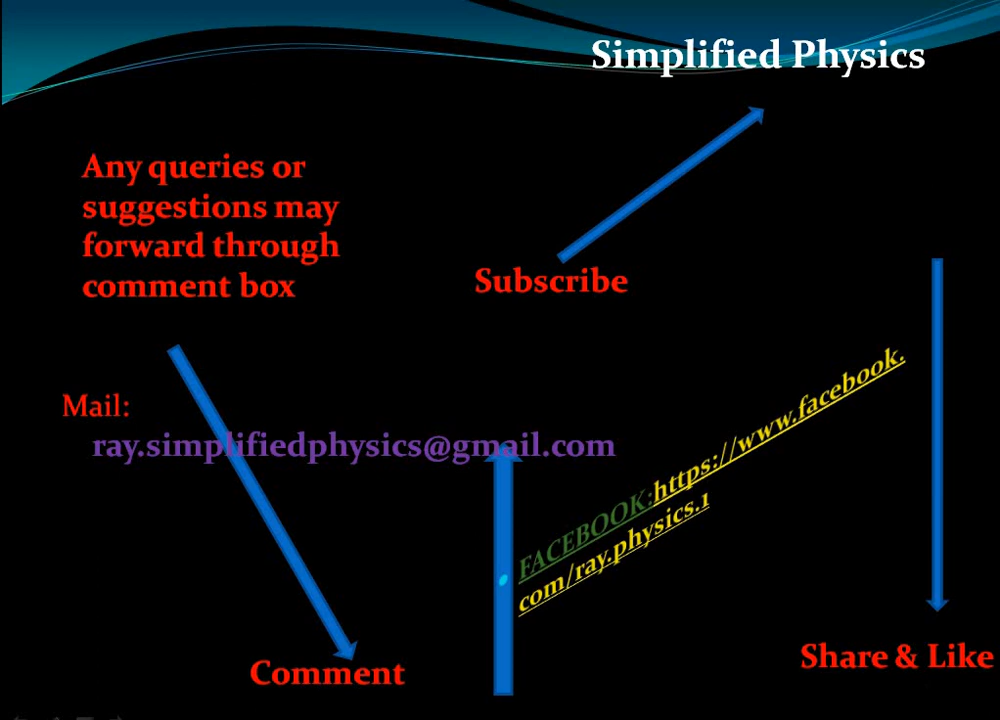 Simplified Physics
Any queries or
suggestions may
forward through
comment box
Subscribe
Mail:
ray.simplifiedphysics@gmail.com
FACEBOOK:https://www.facebook.
com/ray.physics.1
Comment
Share & Like